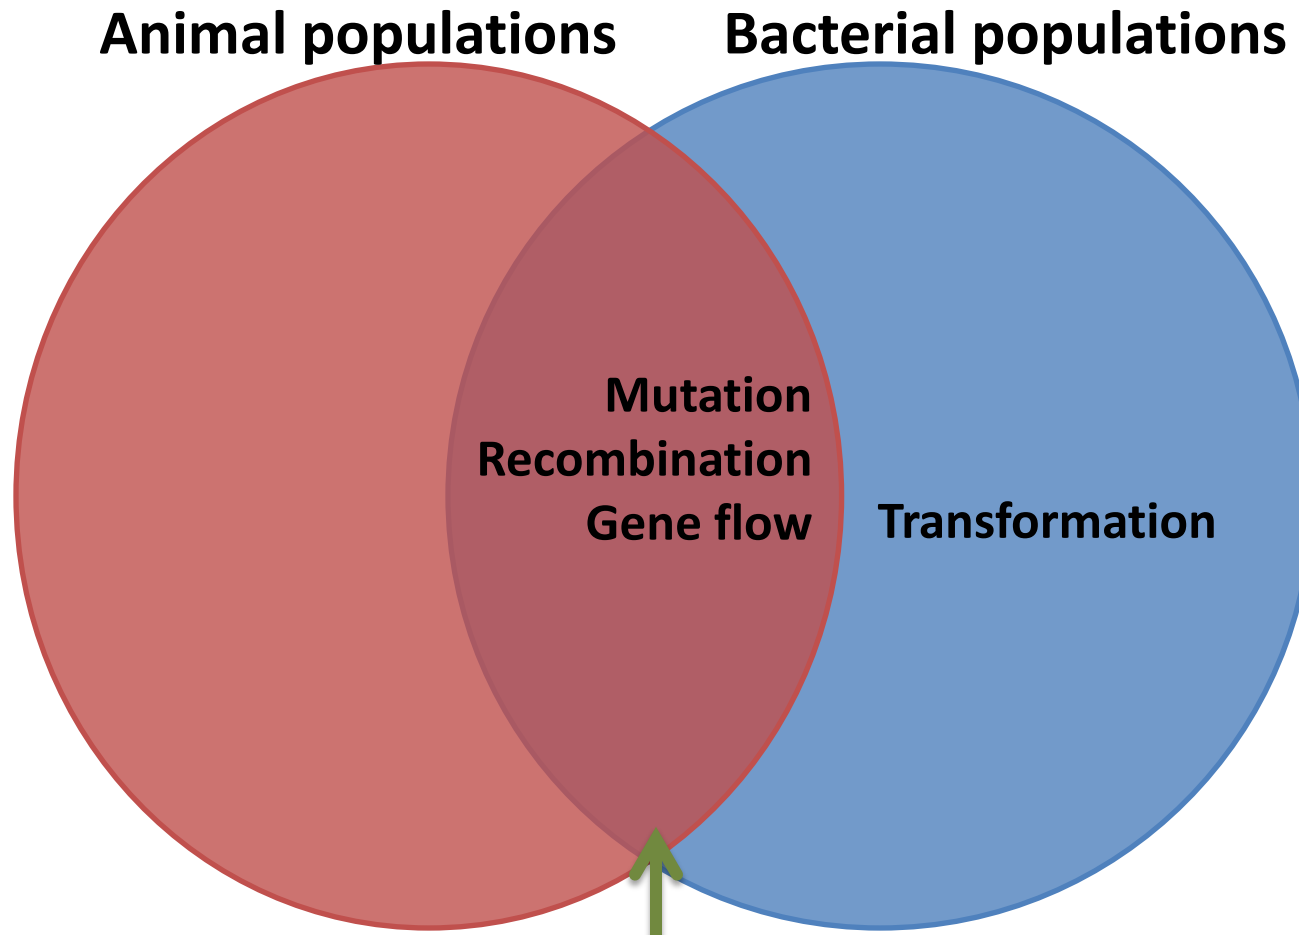 Animal populations
Bacterial populations
Mutation
Recombination
Gene flow
Transformation